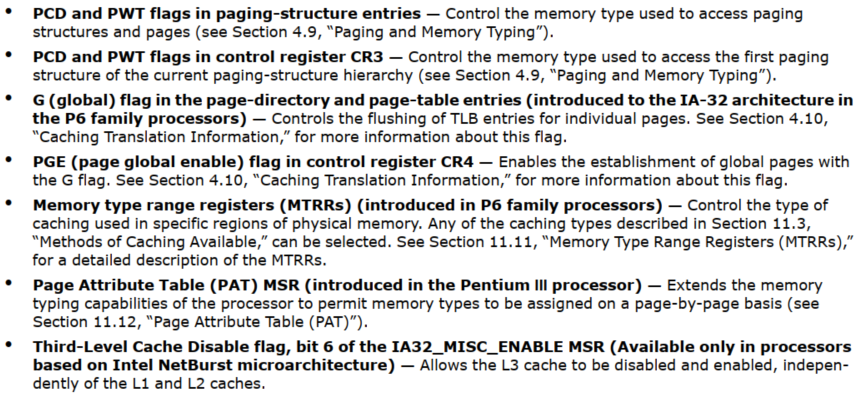 • PCD and PWT flags in paging-structure entries — Control the memory type used to access paging
structures and pages (see Section 4.9, “Paging and Memory Typing”).
• PCD and PWT flags in control register CR3 — Control the memory type used to access the first paging
structure of the current paging-structure hierarchy (see Section 4.9, “Paging and Memory Typing”).
• G (global) flag in the page-directory and page-table entries (introduced to the IA-32 architecture in
the P6 family processors) — Controls the flushing of TLB entries for individual pages. See Section 4.10,
“Caching Translation Information,” for more information about this flag.
• PGE (page global enable) flag in control register CR4 — Enables the establishment of global pages with
the G flag. See Section 4.10, “Caching Translation Information,” for more information about this flag.
• Memory type range registers (MTRRs) (introduced in P6 family processors) — Control the type of
caching used in specific regions of physical memory. Any of the caching types described in Section 11.3,
“Methods of Caching Available,” can be selected. See Section 11.11, “Memory Type Range Registers (MTRRs),”
for a detailed description of the MTRRs.
• Page Attribute Table (PAT) MSR (introduced in the Pentium III processor) — Extends the memory
typing capabilities of the processor to permit memory types to be assigned on a page-by-page basis (see
Section 11.12, “Page Attribute Table (PAT)”).
• Third-Level Cache Disable flag, bit 6 of the IA32_MISC_ENABLE MSR (Available only in processors
based on Intel NetBurst microarchitecture) — Allows the L3 cache to be disabled and enabled, indepen-
dently of the L1 and L2 caches.